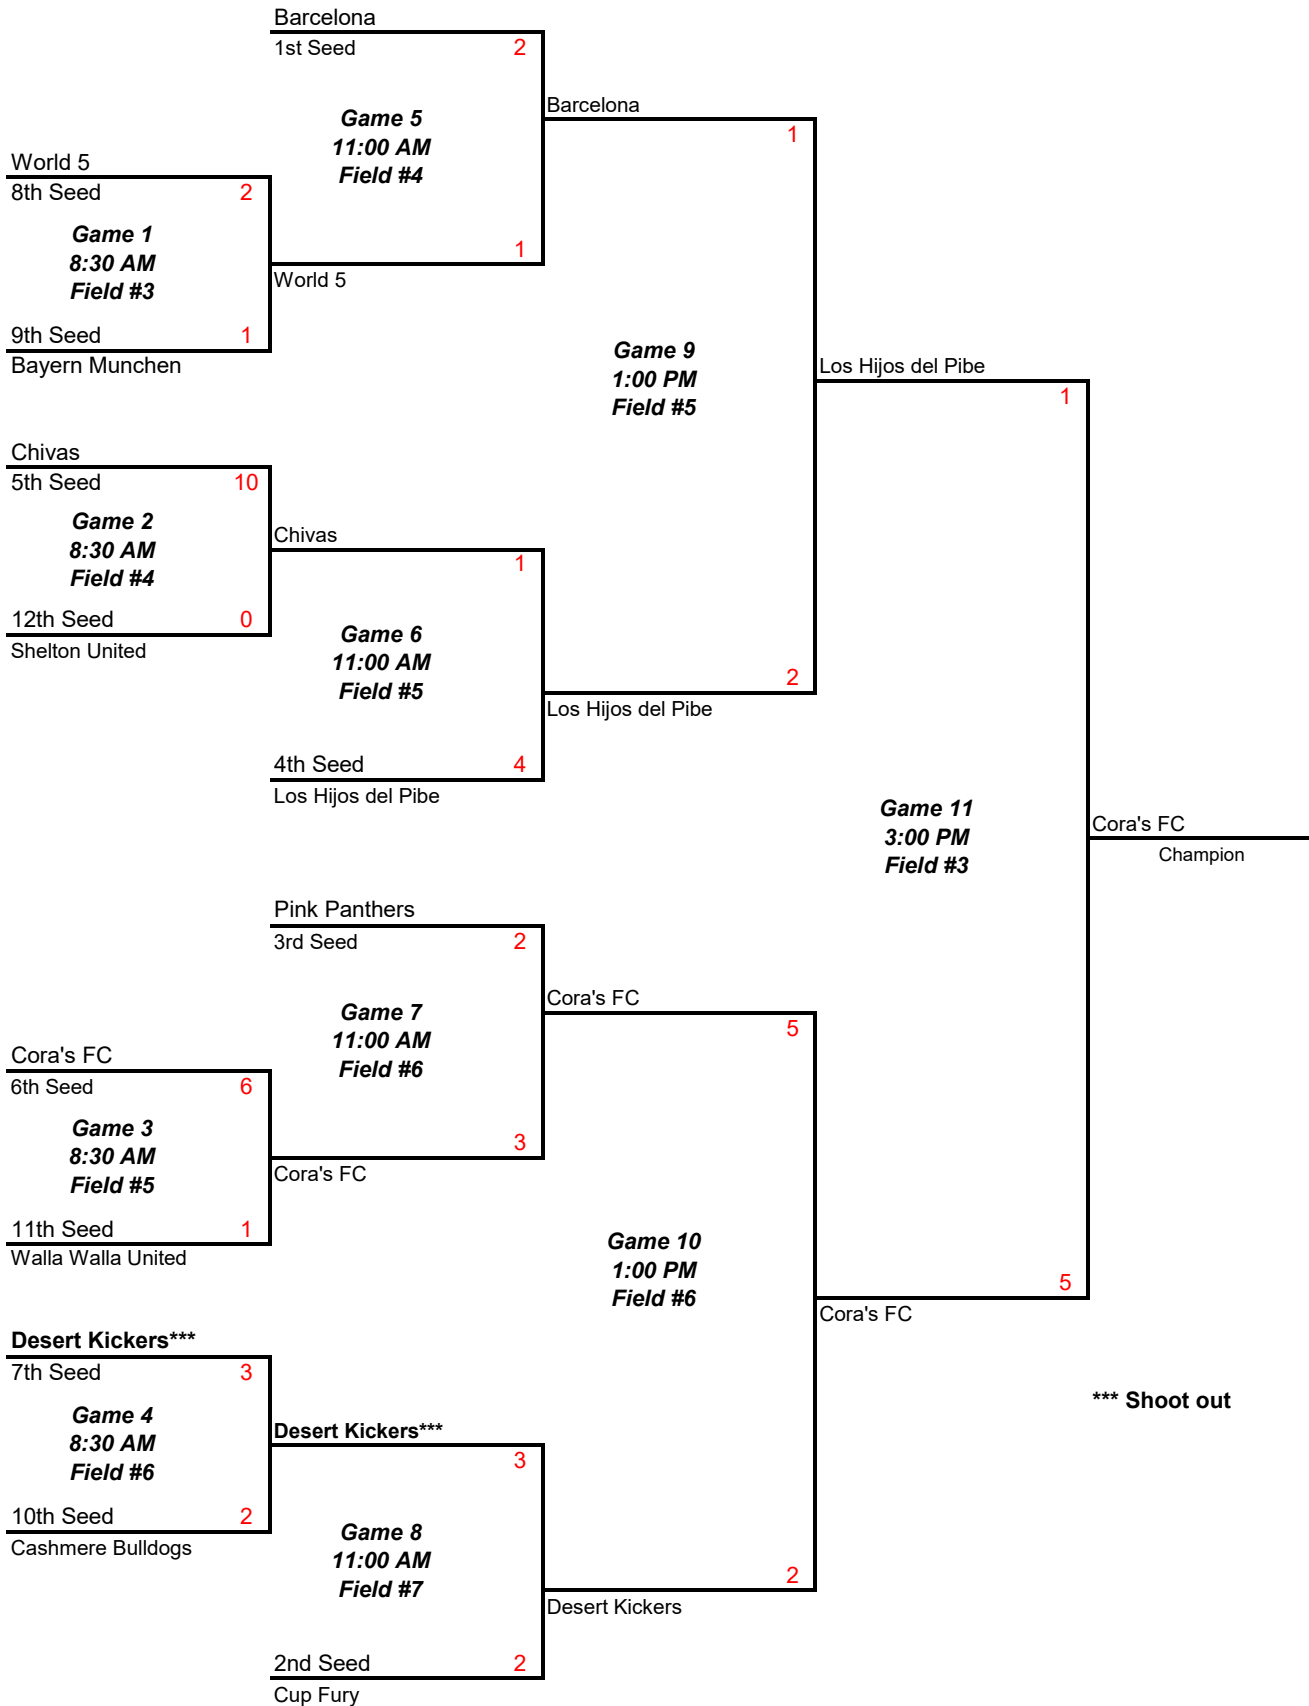 Barcelona
1st Seed 2
Game 5
11:00 AM
Field #4
Barcelona
1
World 5
8th Seed 2
Game 1
8:30 AM
Field #3
1
World 5
9th Seed 1
Bayern Munchen
Game 9
1:00 PM
Field #5
Los Hijos del Pibe
1
Chivas
5th Seed 10
Game 2
8:30 AM
Field #4
Chivas
1
12th Seed 0
Shelton United
Game 6
11:00 AM
Field #5
2
Los Hijos del Pibe
4th Seed 4
Los Hijos del Pibe
Game 11
3:00 PM
Field #3
Cora's FC
Champion
Pink Panthers
3rd Seed 2
Game 7
11:00 AM
Field #6
Cora's FC
5
Cora's FC
6th Seed 6
Game 3
8:30 AM
Field #5
3
Cora's FC
11th Seed 1
Walla Walla United
Game 10
1:00 PM
Field #6
5
Cora's FC
Desert Kickers***
7th Seed 3
Game 4
8:30 AM
Field #6
*** Shoot out
Desert Kickers***
3
10th Seed 2
Cashmere Bulldogs
Game 8
11:00 AM
Field #7
2
Desert Kickers
2nd Seed 2
Cup Fury